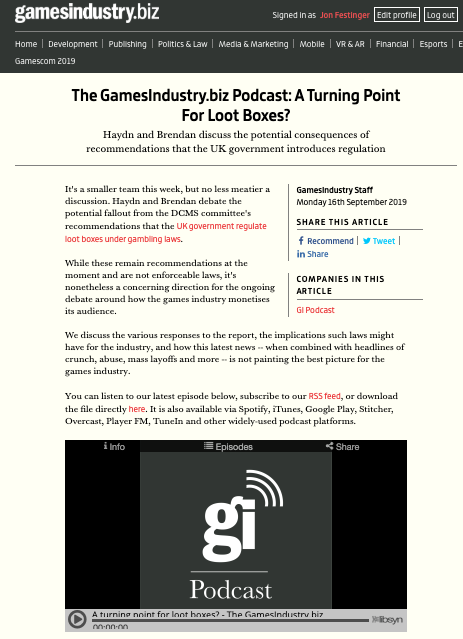 gamesindustry.biz
Signed in as Jon Festinger Edit profile Log out
Home Development Publishing Politics & Law Media & Marketing Mobile VR & AR Financial Esports E
Gamescom 2019
The GamesIndustry.biz Podcast: A Turning Point
For Loot Boxes?
Haydn and Brendan discuss the potential consequences of
recommendations that the UK government introduces regulation
It's a smaller team this week, but no less meatier a
discussion. Haydn and Brendan debate the
potential fallout from the DCMS committee's
recommendations that the UK government regulate
loot boxes under gambling laws.
While these remain recommendations at the
moment and are not enforceable laws, it's
nonetheless a concerning direction for the ongoing
debate around how the games industry monetises
its audience.
GamesIndustry Staff
Monday 16th September 2019
SHARE THIS ARTICLE
Recommend
Tweet
Share
COMPANIES IN THIS
ARTICLE
GI Podcast
We discuss the various responses to the report, the implications such laws might
have for the industry, and how this latest news -- when combined with headlines of
crunch, abuse, mass layoffs and more -- is not painting the best picture for the
games industry.
You can listen to our latest episode below, subscribe to our RSS feed, or download
the file directly here. It is also available via Spotify, iTunes, Google Play, Stitcher,
Overcast, Player FM, TuneIn and other widely-used podcast platforms.
Info Episodes Share
gi
Podcast
A turning point for loot boxes? - The GamesIndustry.biz
00:00:00
libsyn